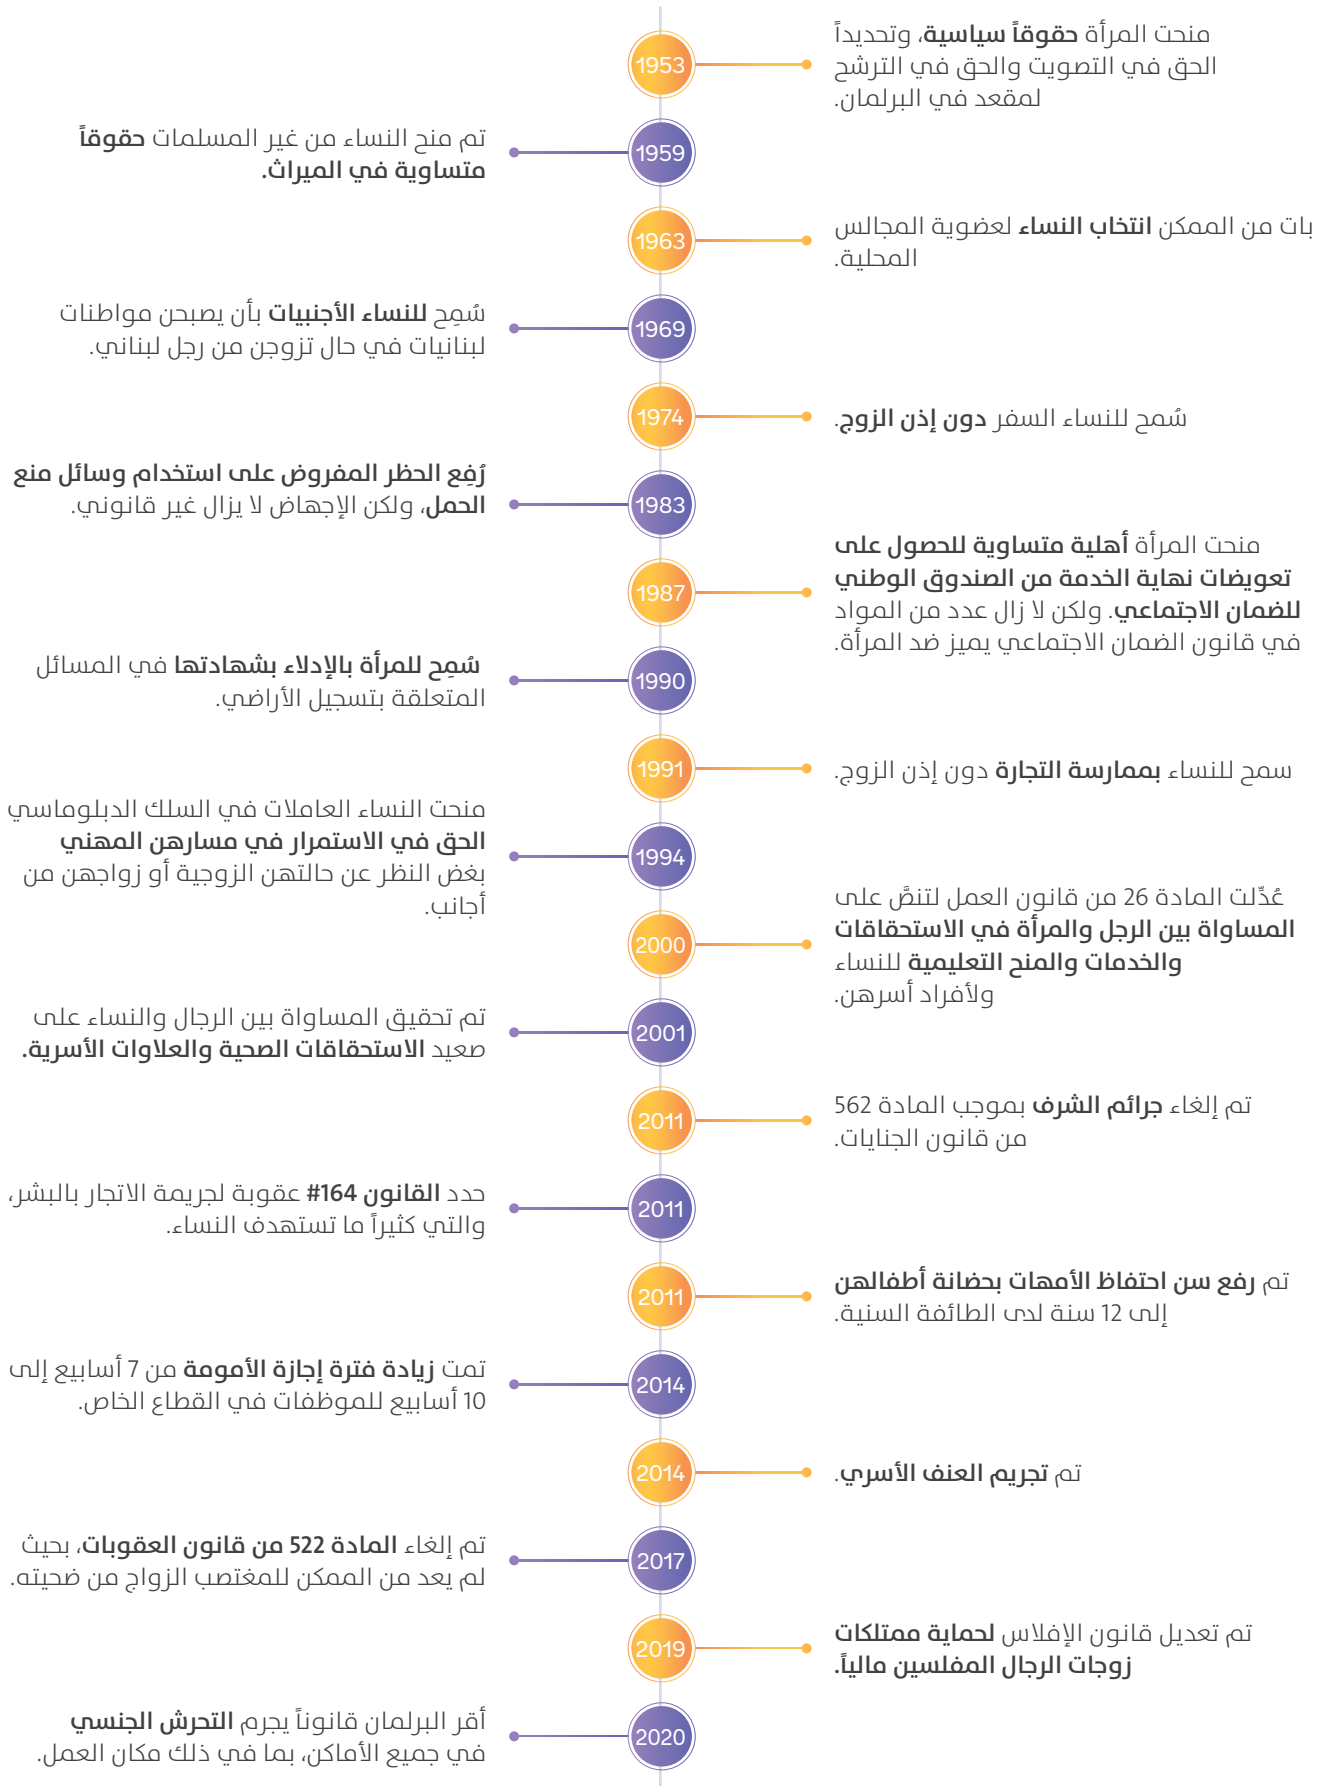 1953
منحت المرأة حقوقاً سياسية، وتحديداً
الحق في التصويت والحق في الترشح
لمقعد في البرلمان.
1959
تم منح النساء من غير المسلمات حقوقاً
متساوية في الميراث.
1963
بات من الممكن انتخاب النساء لعضوية المجالس
المحلية.
1969
سُمِح للنساء الأجنبيات بأن يصبحن مواطنات
لبنانيات في حال تزوجن من رجل لبناني.
1974
سُمح للنساء السفر دون إذن الزوج.
1983
رُفِع الحظر المفروض على استخدام وسائل منع
الحمل، ولكن الإجهاض لا يزال غير قانوني.
1987
منحت المرأة أهلية متساوية للحصول على
تعويضات نهاية الخدمة من الصندوق الوطني
للضمان الاجتماعي. ولكن لا زال عدد من المواد
في قانون الضمان الاجتماعي يميز ضد المرأة.
1990
سُمِح للمرأة بالإدلاء بشهادتها في المسائل
المتعلقة بتسجيل الأراضي.
1991
سمح للنساء بممارسة التجارة دون إذن الزوج.
1994
منحت النساء العاملات في السلك الدبلوماسي
الحق في الاستمرار في مسارهن المهني
بغض النظر عن حالتهن الزوجية أو زواجهن من
أجانب.
2000
عُدِّلت المادة 26 من قانون العمل لتنصَّ على
المساواة بين الرجل والمرأة في الاستحقاقات
والخدمات والمنح التعليمية للنساء
ولأفراد أسرهن.
2001
تم تحقيق المساواة بين الرجال والنساء على
صعيد الاستحقاقات الصحية والعلاوات الأسرية.
2011
تم إلغاء جرائم الشرف بموجب المادة 562
من قانون الجنايات.
2011
حدد القانون 164# عقوبة لجريمة الاتجار بالبشر،
والتي كثيراً ما تستهدف النساء.
2011
تم رفع سن احتفاظ الأمهات بحضانة أطفالهن
إلى 12 سنة لدى الطائفة السنية.
2014
تمت زيادة فترة إجازة الأمومة من 7 أسابيع إلى
10 أسابيع للموظفات في القطاع الخاص.
2014
تم تجريم العنف الأسري.
2017
تم إلغاء المادة 522 من قانون العقوبات، بحيث
لم يعد من الممكن للمغتصب الزواج من ضحيته.
2019
تم تعديل قانون الإفلاس لحماية ممتلكات
زوجات الرجال المفلسين مالياً.
2020
أقر البرلمان قانوناً يجرم التحرش الجنسي
في جميع الأماكن، بما في ذلك مكان العمل.